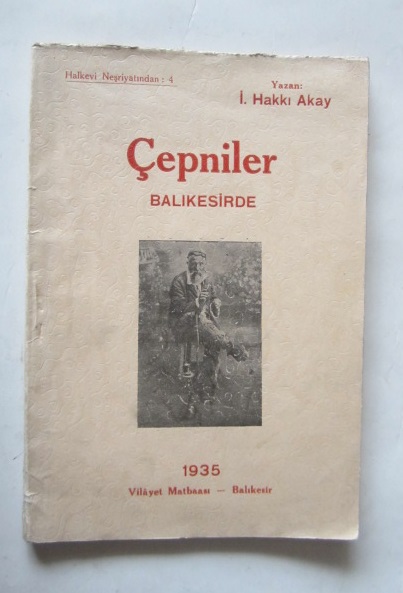 Halkevi Neşriyatından : 4
Yazan:
İ. Hakkı Akay
Çepniler
BALIKESİRDE
1935
Vilâyet Matbaası — Balıkesir